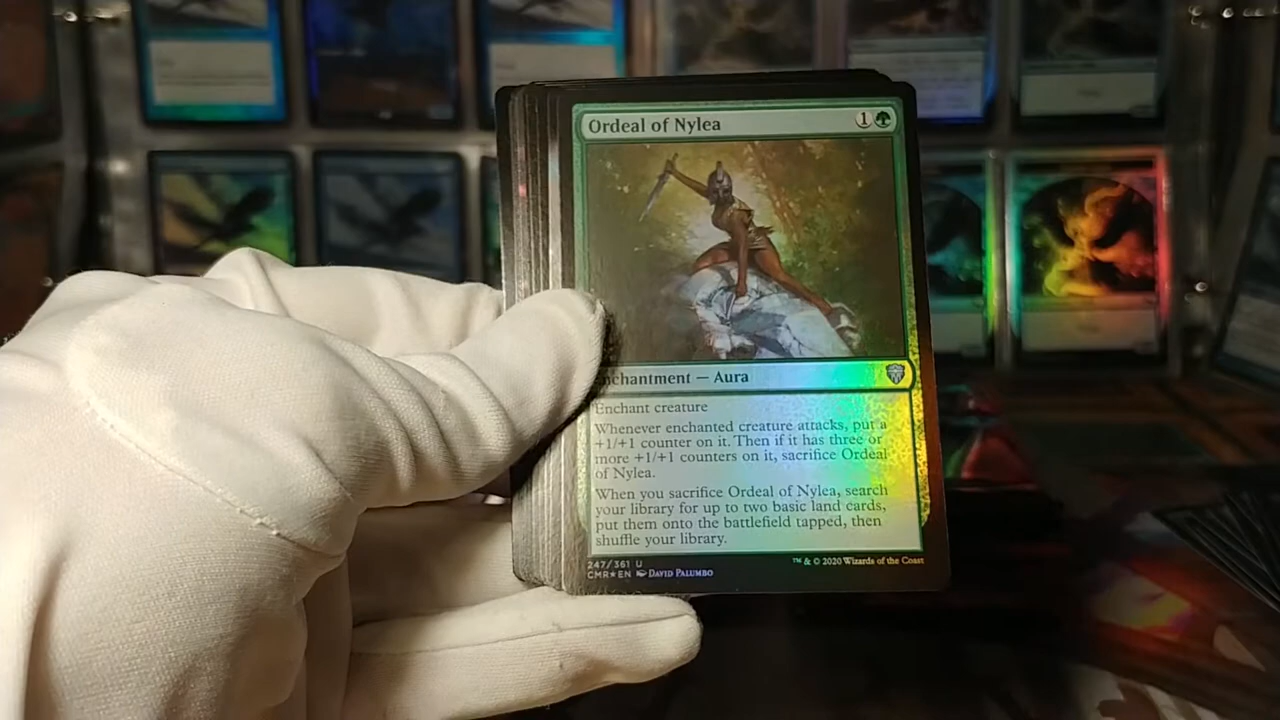 Ordeal of Nylea 1
nchantment — Aura
Enchant creature
Whenever enchanted creature attacks, put a
+1/+1 counter on it. Then if it has three or
more +1/+1 counters on it, sacrifice Ordeal
of Nylea.
When you sacrifice Ordeal of Nylea, search
your library for up to two basic land cards,
put them onto the battlefield tapped, then
shuffle your library.
247/361 U
CMR★EN David Palumbo
™ & © 2020 Wizards of the Coast